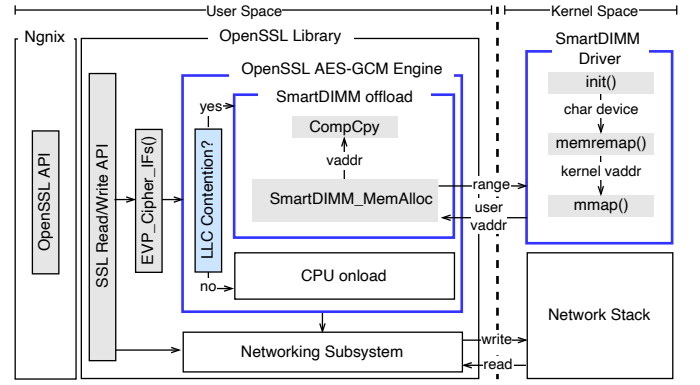 User Space
Kernel Space
Ngnix
OpenSSL Library
SmartDIMM
Driver
OpenSSL API
SSL Read/Write API
EVP_Cipher_IFs()
OpenSSL AES-GCM Engine
LLC Contention?
yes
no
SmartDIMM offload
CompCpy
vaddr
SmartDIMM_MemAlloc
CPU onload
range
user
vaddr
init()
char device
memremap()
kernel vaddr
mmap()
Networking Subsystem
write
read
Network Stack